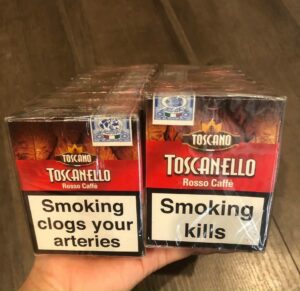 TOSCANO
TOSCANELLO
Rosso Caffè
Smoking
clogs your
arteries
TOSCANO
TOSCANELLO
Rosso Caffè
Smoking
kills